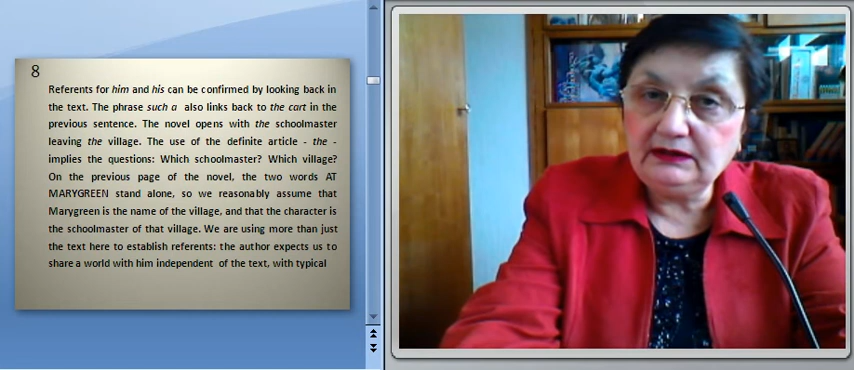 8
Referents for him and his can be confirmed by looking back in
the text. The phrase such a also links back to the cart in the
previous sentence. The novel opens with the schoolmaster
leaving the village. The use of the definite article - the -
implies the questions: Which schoolmaster? Which village?
On the previous page of the novel, the two words AT
MARYGREEN stand alone, so we reasonably assume that
Marygreen is the name of the village, and that the character is
the schoolmaster of that village. We are using more than just
the text here to establish referents: the author expects us to
share a world with him independent of the text, with typical